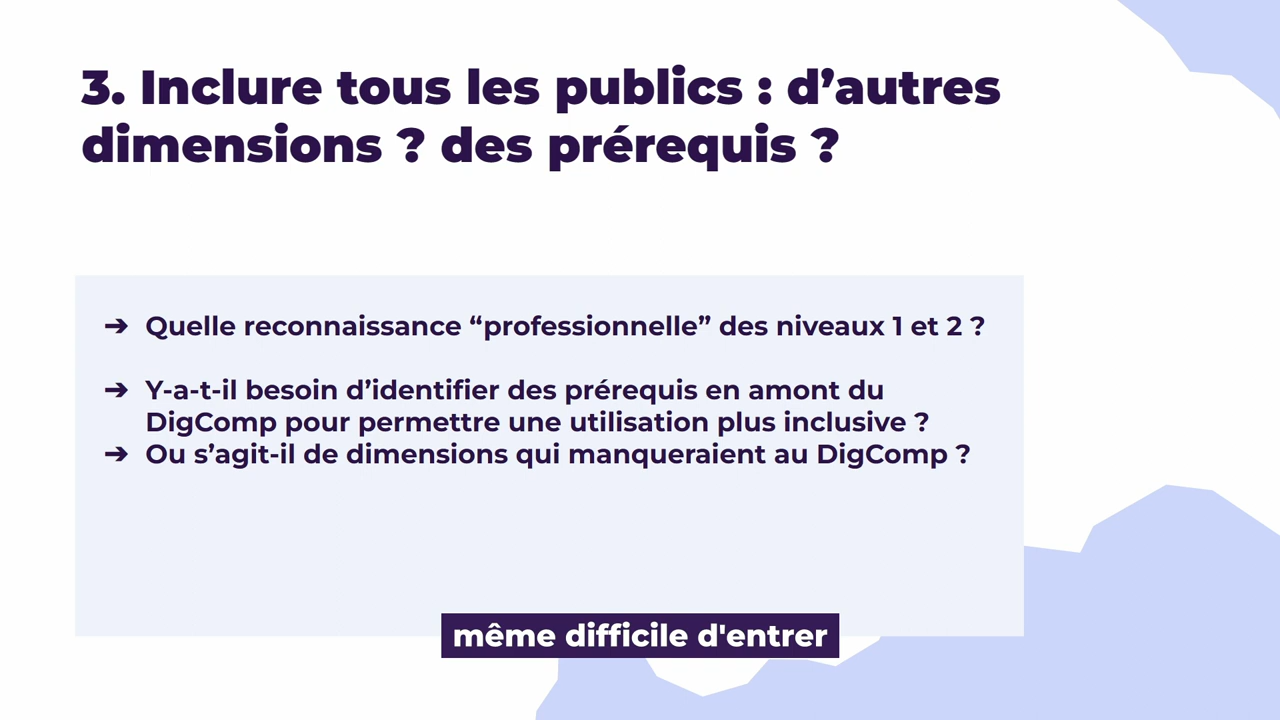 3. Inclure tous les publics : d’autres
dimensions ? des prérequis ?
➔ Quelle reconnaissance “professionnelle” des niveaux 1 et 2 ?
➔ Y-a-t-il besoin d’identifier des prérequis en amont du
DigComp pour permettre une utilisation plus inclusive ?
➔ Ou s’agit-il de dimensions qui manqueraient au DigComp ?
même difficile d'entrer